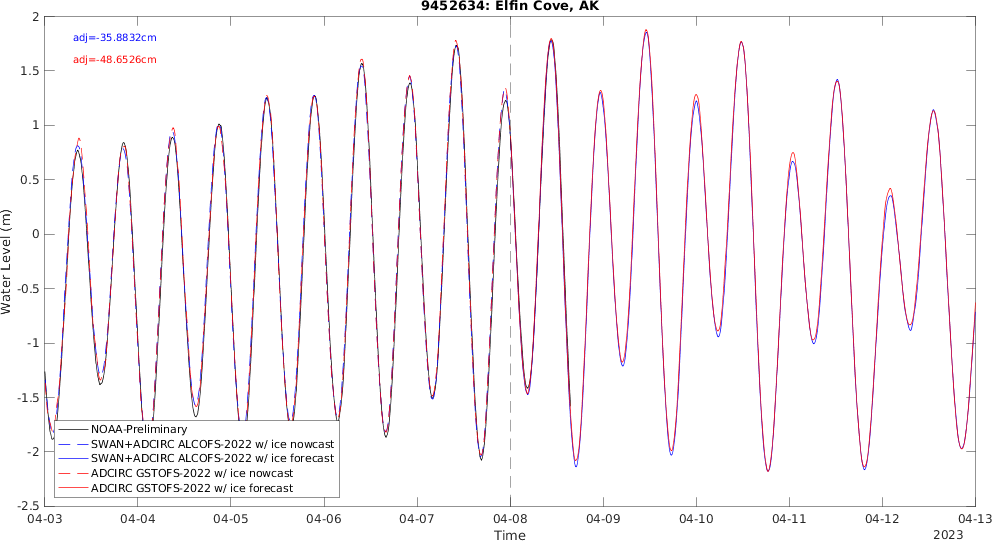 9452634: Elfin Cove, AK
adj=-35.8832cm
adj=-48.6526cm
Water Level (m)
2
1.5
1
0.5
0
-0.5
-1
-1.5
-2
-2.5
NOAA-Preliminary
SWAN+ADCIRC ALCOFS-2022 w/ ice nowcast
SWAN+ADCIRC ALCOFS-2022 w/ ice forecast
ADCIRC GSTOFS-2022 w/ ice nowcast
ADCIRC GSTOFS-2022 w/ ice forecast
04-03 04-04 04-05 04-06 04-07 04-08 04-09 04-10 04-11 04-12 04-13
Time
2023